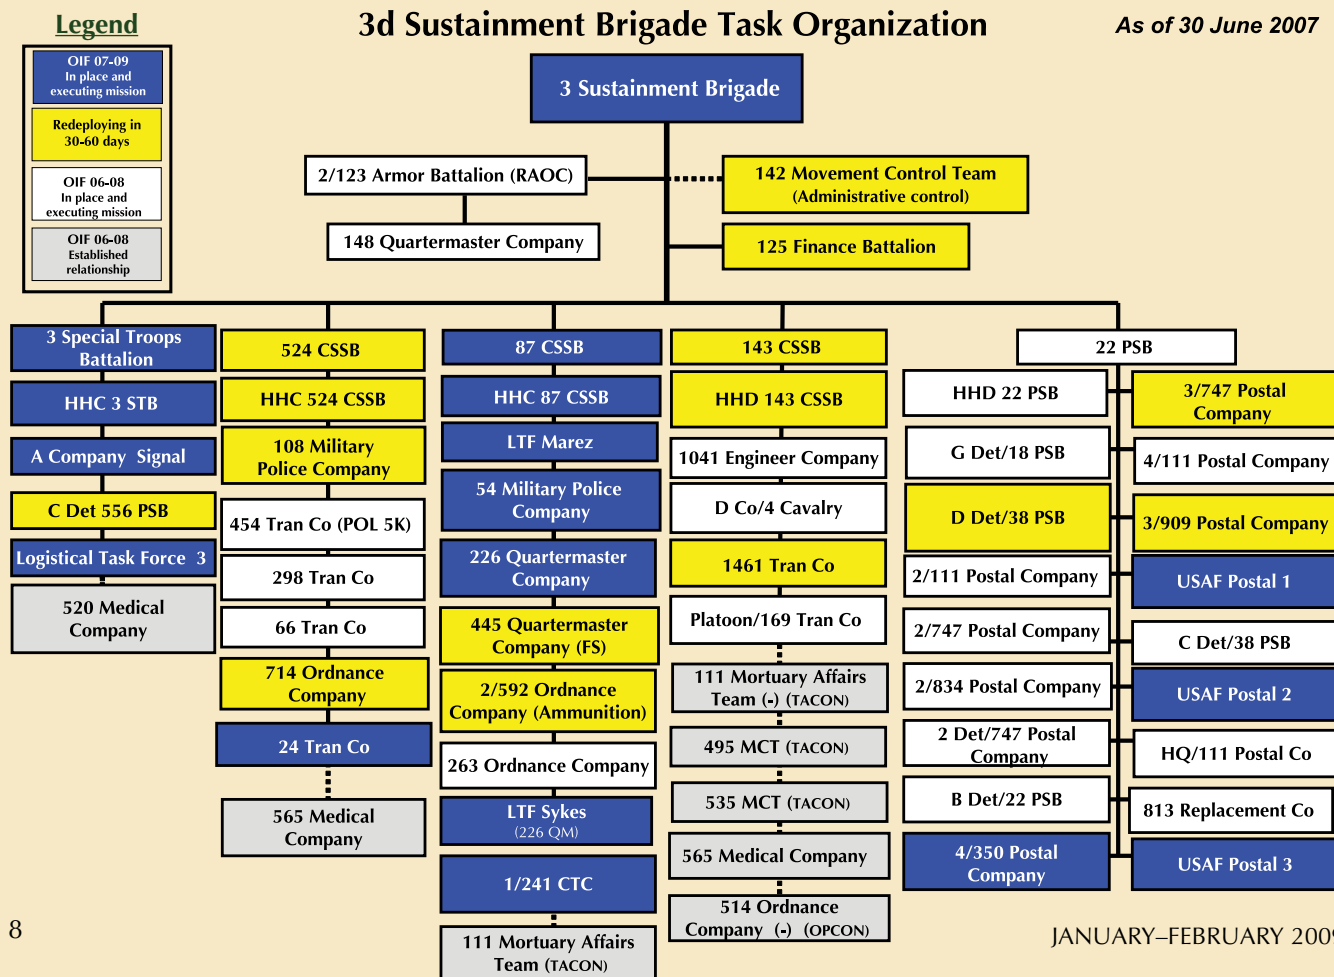 Legend
3d Sustainment Brigade Task Organization
As of 30 June 2007
OIF 07-09
In place and
executing mission
Redeploying in
30-60 days
OIF 06-08
In place and
executing mission
OIF 06-08
Established
relationship
3 Sustainment Brigade
2/123 Armor Battalion (RAOC)
142 Movement Control Team
(Administrative control)
148 Quartermaster Company
125 Finance Battalion
3 Special Troops
Battalion
HHC 3 STB
A Company Signal
C Det 556 PSB
Logistical Task Force 3
520 Medical
Company
524 CSSB
HHC 524 CSSB
108 Military
Police Company
454 Tran Co (POL 5K)
298 Tran Co
66 Tran Co
714 Ordnance
Company
24 Tran Co
565 Medical
Company
87 CSSB
HHC 87 CSSB
LTF Marez
54 Military Police
Company
226 Quartermaster
Company
445 Quartermaster
Company (FS)
2/592 Ordnance
Company (Ammunition)
263 Ordnance Company
LTF Sykes
(226 QM)
1/241 CTC
111 Mortuary Affairs
Team (TACON)
143 CSSB
HHD 143 CSSB
1041 Engineer Company
D Co/4 Cavalry
1461 Tran Co
Platoon/169 Tran Co
111 Mortuary Affairs
Team (-) (TACON)
495 MCT (TACON)
535 MCT (TACON)
565 Medical Company
514 Ordnance
Company (-) (OPCON)
22 PSB
HHD 22 PSB
G Det/18 PSB
D Det/38 PSB
2/111 Postal Company
2/747 Postal Company
2/834 Postal Company
2 Det/747 Postal
Company
B Det/22 PSB
4/350 Postal
Company
3/747 Postal
Company
4/111 Postal Company
3/909 Postal Company
USAF Postal 1
C Det/38 PSB
USAF Postal 2
HQ/111 Postal Co
813 Replacement Co
USAF Postal 3
8
JANUARY–FEBRUARY 2009